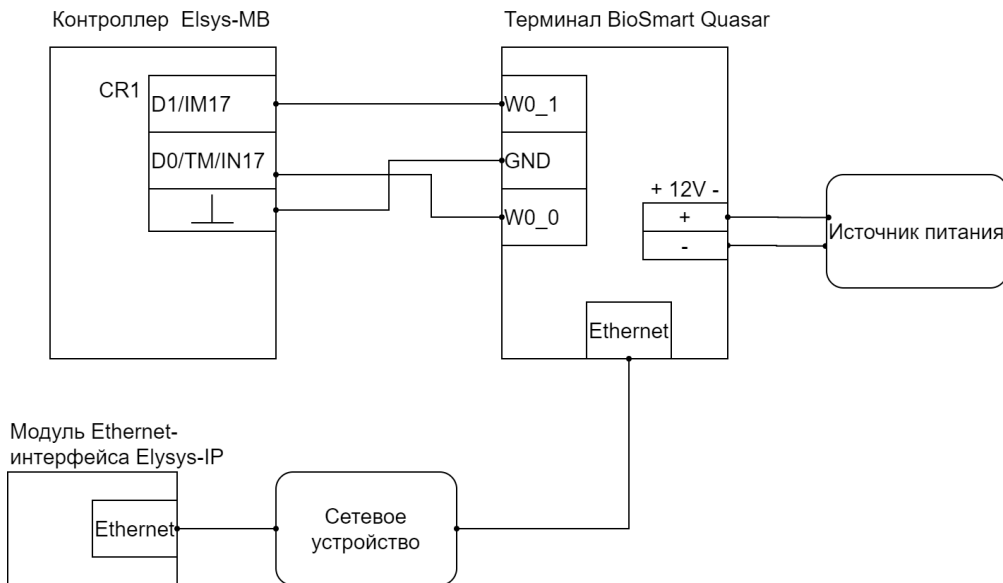 Контроллер Elsys-MB
Терминал BioSmart Quasar
CR1
D1/IM17
D0/TM/IN17
W0_1
GND
W0_0
+ 12V -
+
-
Источник питания
Ethernet
Модуль Ethernet-
интерфейса Elysys-IP
Ethernet
Сетевое
устройство